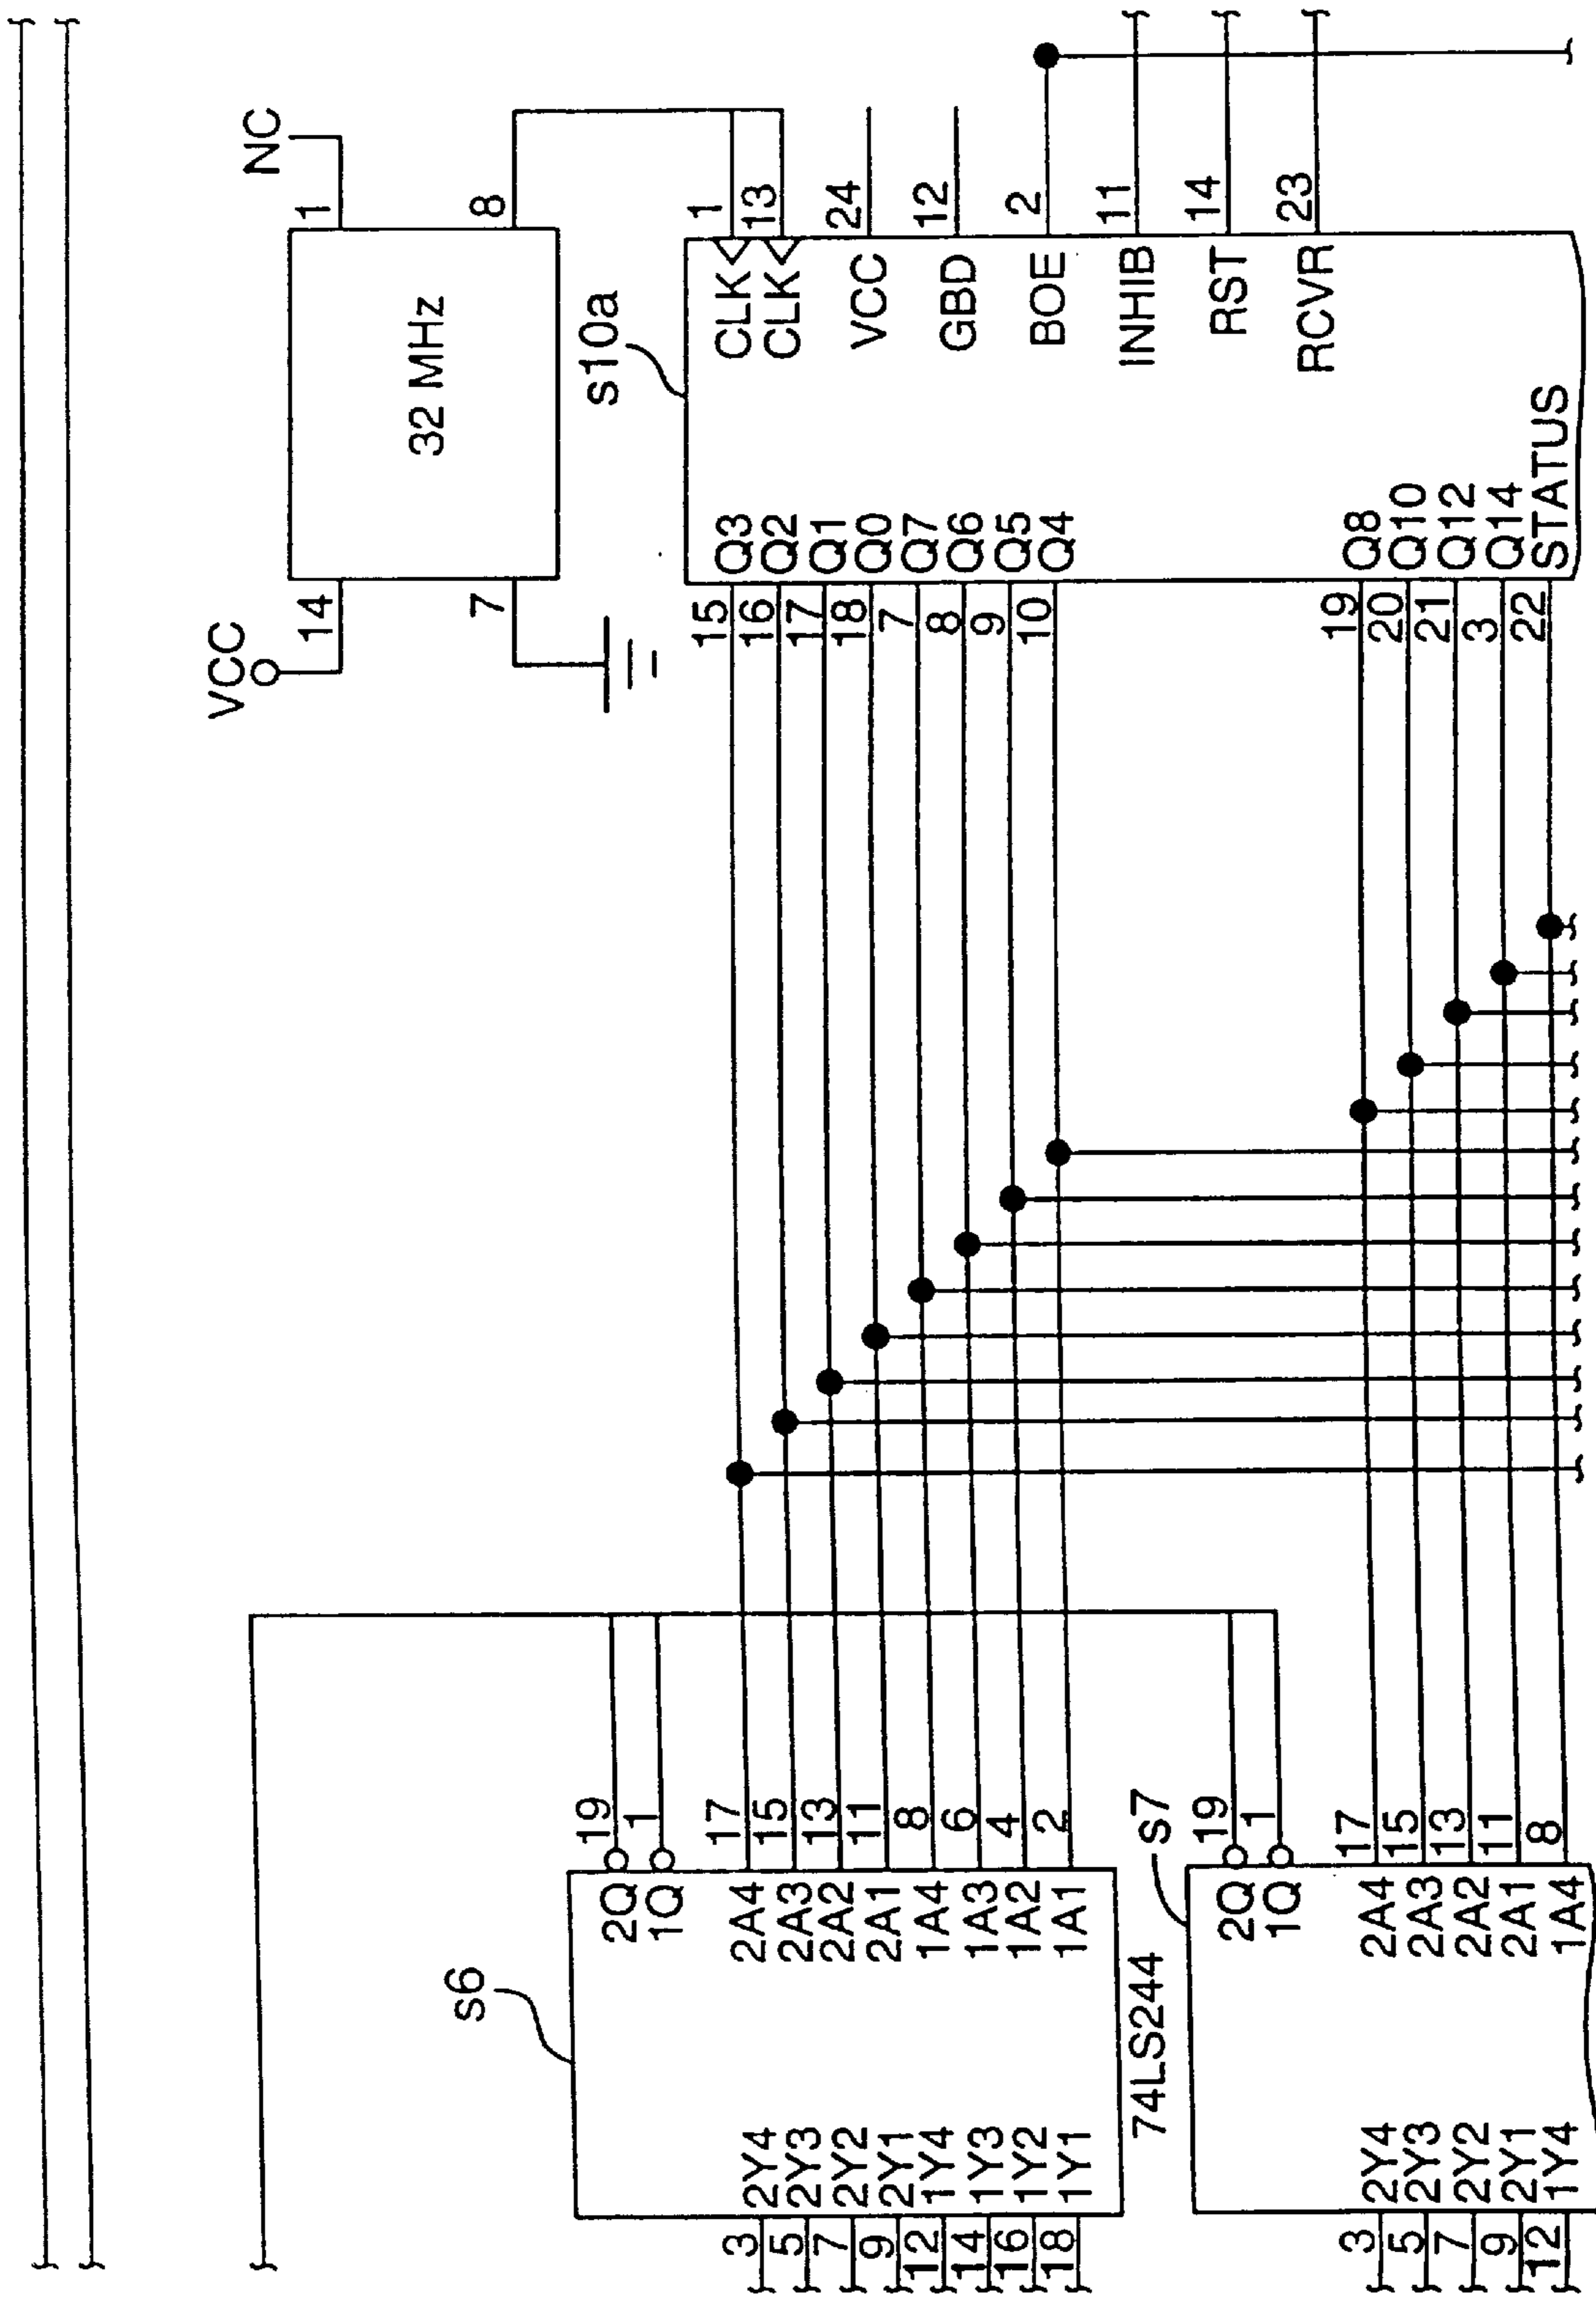 VCC
14
7
32 MHz
1
NC
8
s10a
15
16
17
18
7
8
9
10
19
20
21
3
22
Q3
Q2
Q1
Q0
Q7
Q6
Q5
Q4
Q8
Q10
Q12
Q14
STATUS
CLK
CLK
VCC
GBD
BOE
INHIB
RST
RCVR
1
13
24
12
2
11
14
23
s6
3
5
7
9
12
14
16
18
2Y4
2Y3
2Y2
2Y1
1Y4
1Y3
1Y2
1Y1
2Q
1Q
2A4
2A3
2A2
2A1
1A4
1A3
1A2
1A1
19
1
17
15
13
11
8
6
4
2
74LS244
s7
3
5
7
9
12
2Y4
2Y3
2Y2
2Y1
1Y4
2Q
1Q
2A4
2A3
2A2
2A1
1A4
19
1
17
15
13
11
8